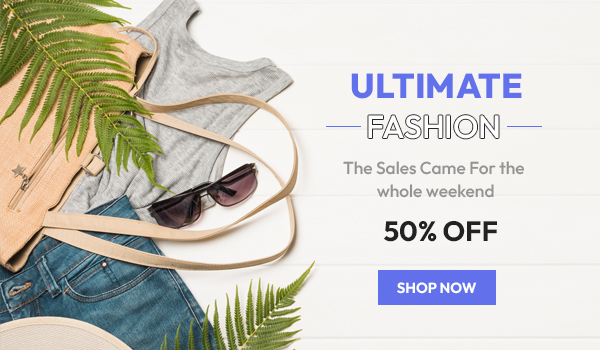 ULTIMATE
FASHION
The Sales Came For the
whole weekend
50% OFF
SHOP NOW